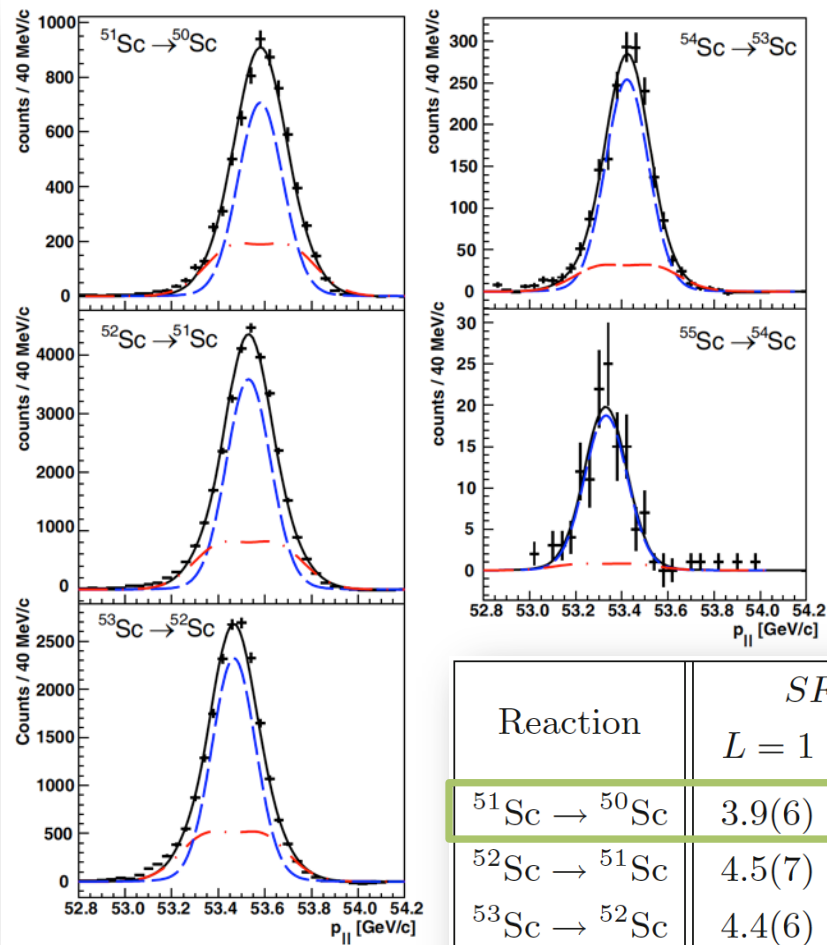 counts / 40 MeV/c
1000
800
600
400
200
0
⁵¹Sc →⁵⁰Sc
counts / 40 MeV/c
4000
3000
2000
1000
0
⁵²Sc →⁵¹Sc
Counts / 40 MeV/c
2500
2000
1500
1000
500
0
⁵³Sc →⁵²Sc
52.8 53.0 53.2 53.4 53.6 53.8 54.0 54.2
p|| [GeV/c]
counts / 40 MeV/c
300
250
200
150
100
50
0
⁵⁴Sc →⁵³Sc
counts / 40 MeV/c
30
25
20
15
10
5
0
⁵⁵Sc →⁵⁴Sc
52.8 53.0 53.2 53.4 53.6 53.8 54.0 54.2
p|| [GeV/c]
Reaction
L = 1
⁵¹Sc → ⁵⁰Sc 3.9(6)
⁵²Sc → ⁵¹Sc 4.5(7)
⁵³Sc → ⁵²Sc 4.4(6)